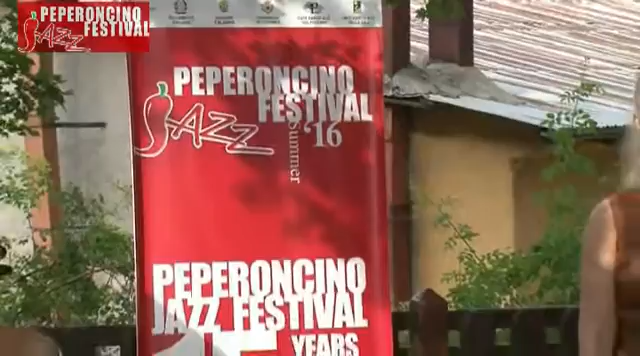 PEPERONCINO
JAZZ FESTIVAL
PEPERONCINO
JAZZ FESTIVAL
Summer '16
PEPERONCINO
JAZZ FESTIVAL
YEARS